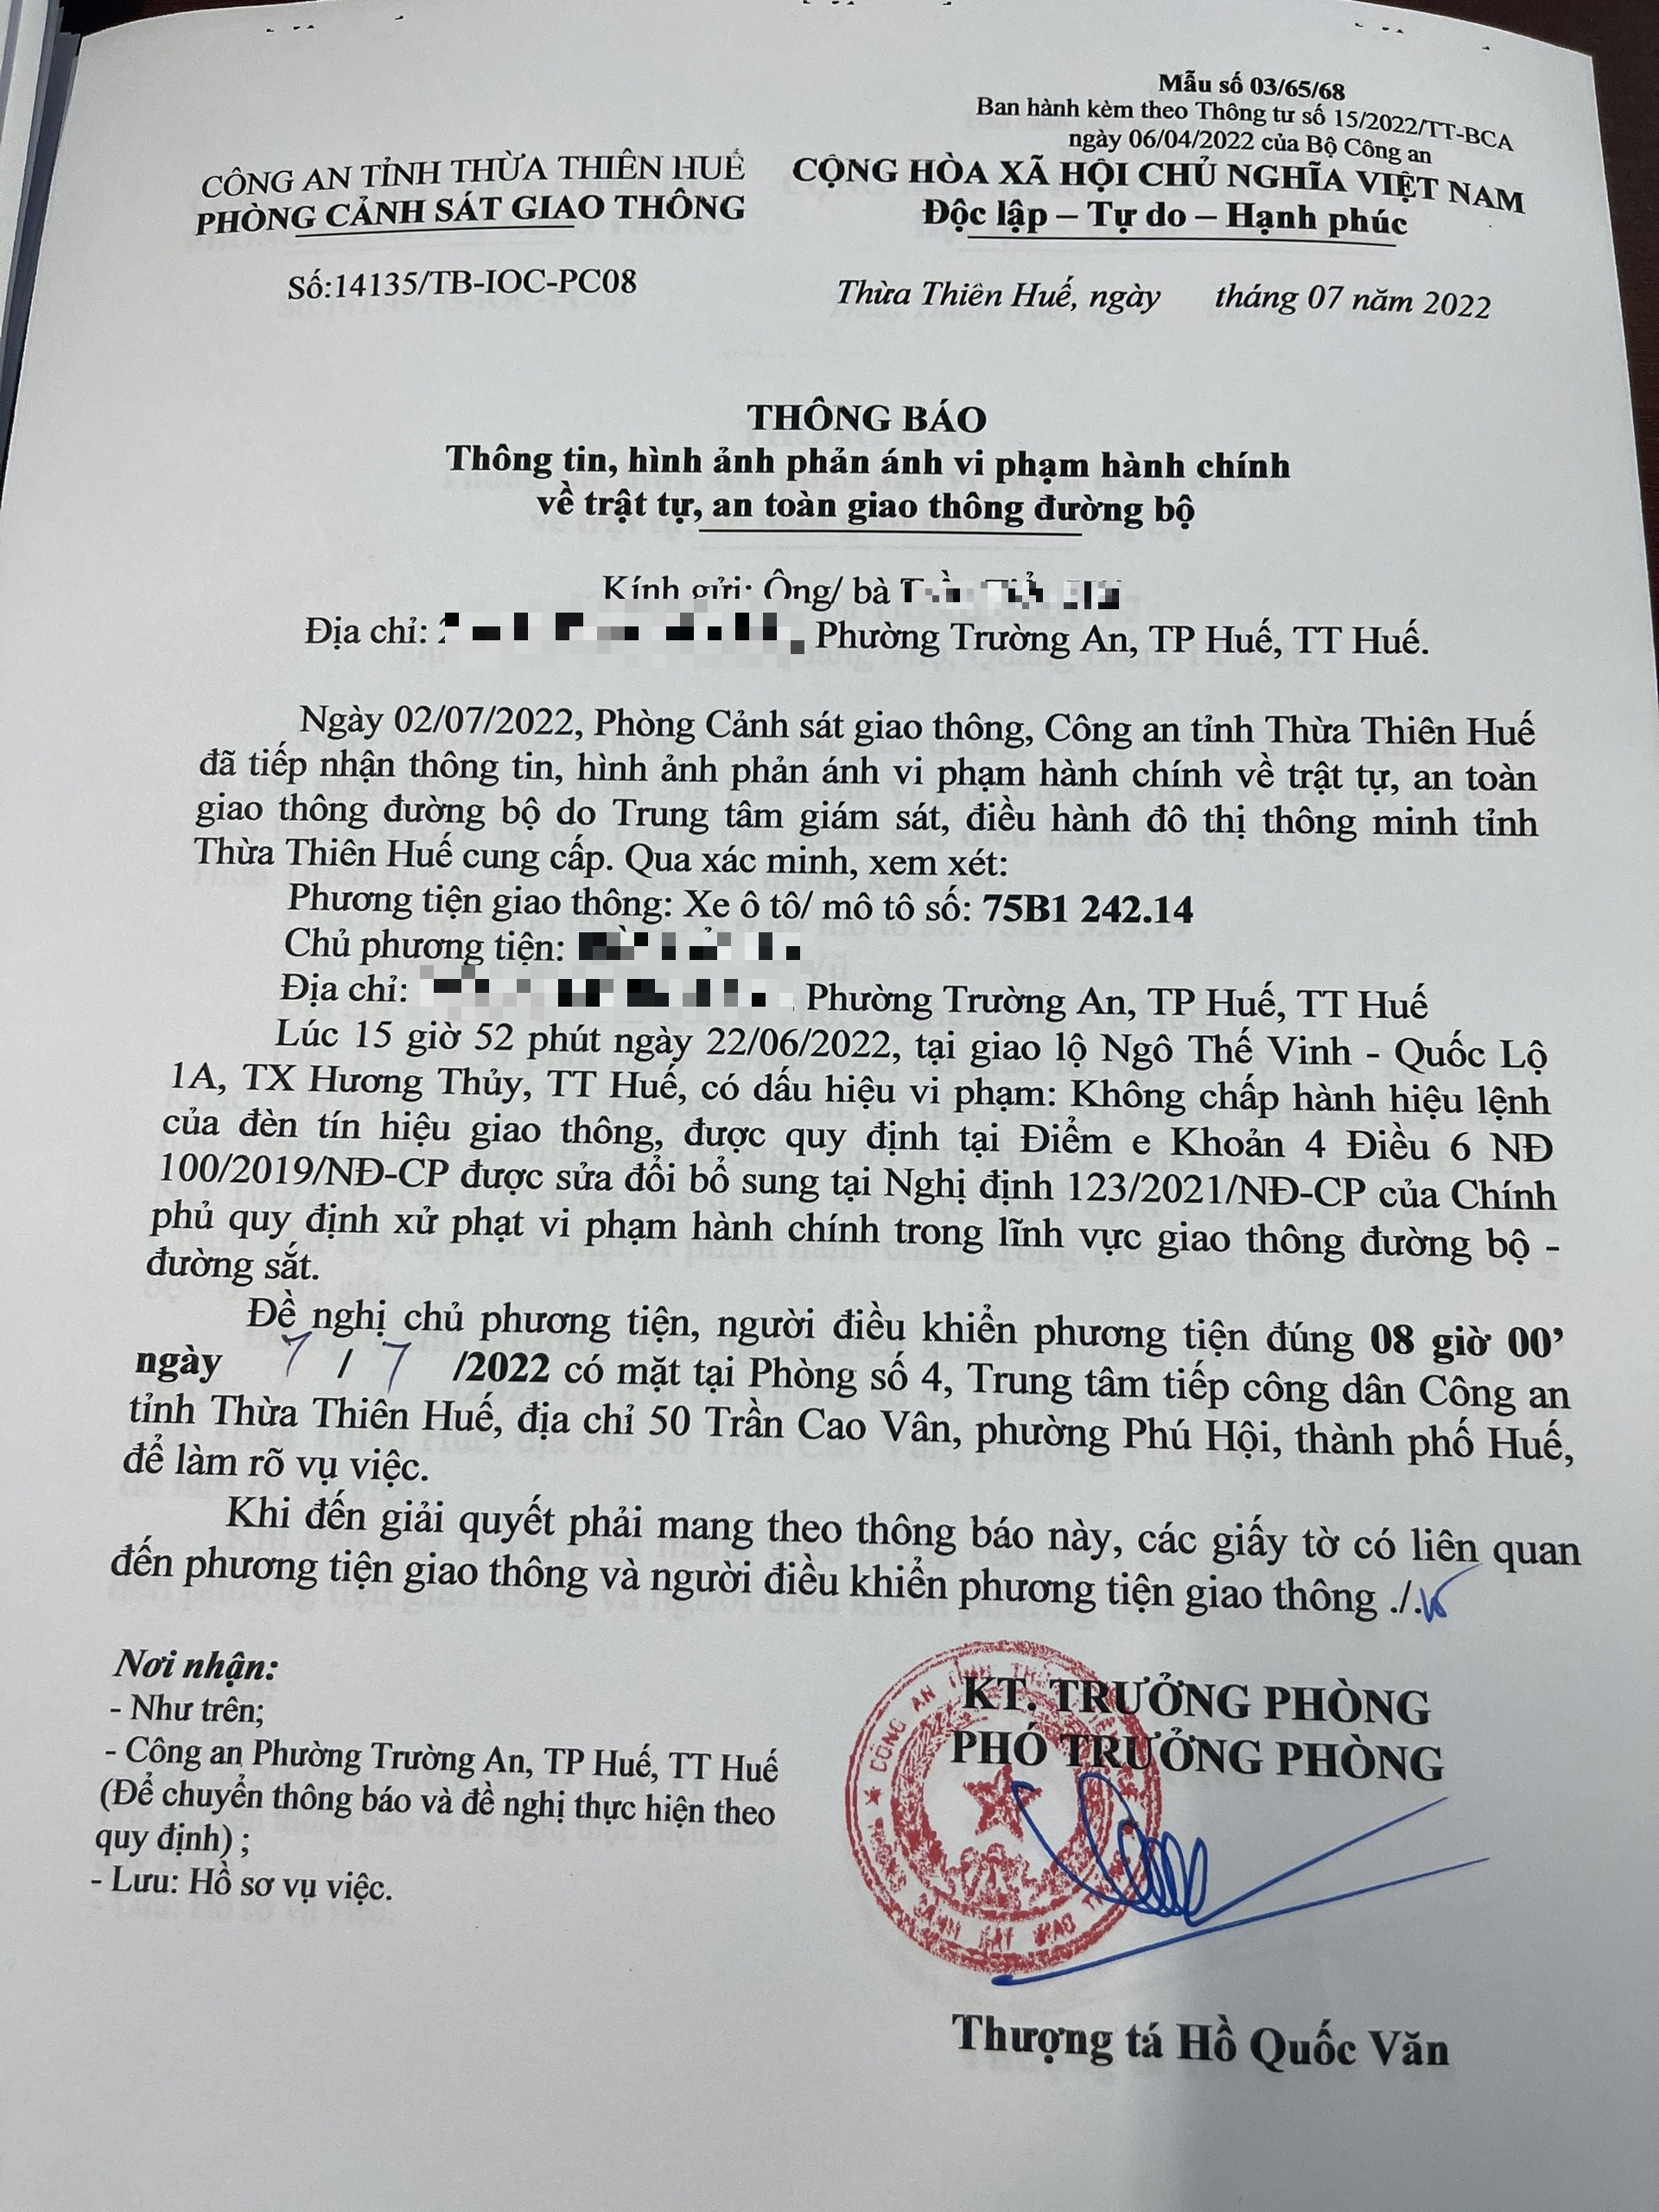 Mẫu số 03/65/68
Ban hành kèm theo Thông tư số 15/2022/TT-BCA
ngày 06/04/2022 của Bộ Công an
CÔNG AN TỈNH THỪA THIÊN HUẾ
PHÒNG CẢNH SÁT GIAO THÔNG
CỘNG HÒA XÃ HỘI CHỦ NGHĨA VIỆT NAM
Độc lập – Tự do – Hạnh phúc
Số:14135/TB-IOC-PC08
Thừa Thiên Huế, ngày tháng 07 năm 2022
THÔNG BÁO
Thông tin, hình ảnh phản ánh vi phạm hành chính
về trật tự, an toàn giao thông đường bộ
Kính gửi: Ông/ bà
Địa chỉ: , Phường Trường An, TP Huế, TT Huế.
Ngày 02/07/2022, Phòng Cảnh sát giao thông, Công an tỉnh Thừa Thiên Huế
đã tiếp nhận thông tin, hình ảnh phản ánh vi phạm hành chính về trật tự, an toàn
giao thông đường bộ do Trung tâm giám sát, điều hành đô thị thông minh tỉnh
Thừa Thiên Huế cung cấp. Qua xác minh, xem xét:
Phương tiện giao thông: Xe ô tô/ mô tô số: 75B1 242.14
Chủ phương tiện:
Địa chỉ: , Phường Trường An, TP Huế, TT Huế
Lúc 15 giờ 52 phút ngày 22/06/2022, tại giao lộ Ngô Thế Vinh - Quốc Lộ
1A, TX Hương Thủy, TT Huế, có dấu hiệu vi phạm: Không chấp hành hiệu lệnh
của đèn tín hiệu giao thông, được quy định tại Điểm e Khoản 4 Điều 6 NĐ
100/2019/NĐ-CP được sửa đổi bổ sung tại Nghị định 123/2021/NĐ-CP của Chính
phủ quy định xử phạt vi phạm hành chính trong lĩnh vực giao thông đường bộ -
đường sắt.
Đề nghị chủ phương tiện, người điều khiển phương tiện đúng 08 giờ 00’
ngày 7 / 7 /2022 có mặt tại Phòng số 4, Trung tâm tiếp công dân Công an
tỉnh Thừa Thiên Huế, địa chỉ 50 Trần Cao Vân, phường Phú Hội, thành phố Huế,
để làm rõ vụ việc.
Khi đến giải quyết phải mang theo thông báo này, các giấy tờ có liên quan
đến phương tiện giao thông và người điều khiển phương tiện giao thông ./.
Nơi nhận:
- Như trên;
- Công an Phường Trường An, TP Huế, TT Huế
(Để chuyển thông báo và đề nghị thực hiện theo
quy định) ;
- Lưu: Hồ sơ vụ việc.
KT. TRƯỞNG PHÒNG
PHÓ TRƯỞNG PHÒNG
Thượng tá Hồ Quốc Văn